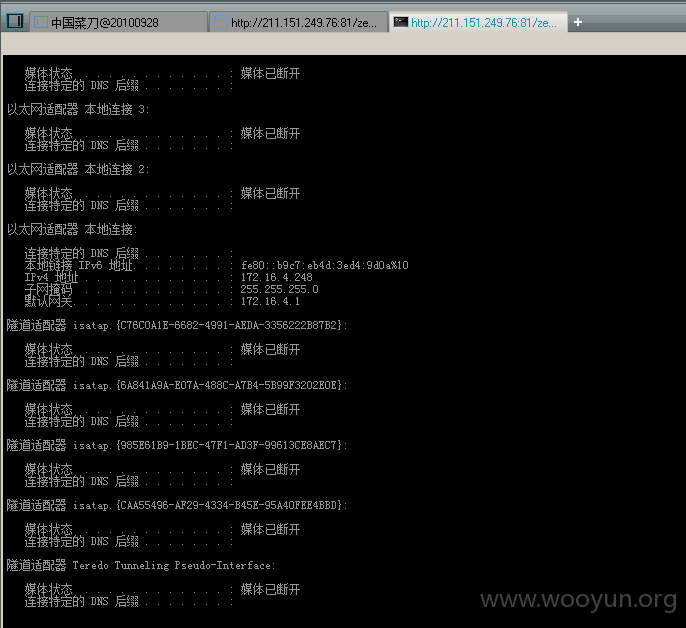 中国菜刀@20100928
http://211.151.249.76:81/ze...
http://211.151.249.76:81/ze...
媒体状态 . . . . . . . . . . . . : 媒体已断开
连接特定的 DNS 后缀 . . . . . . . :
以太网适配器 本地连接 3:
媒体状态 . . . . . . . . . . . . : 媒体已断开
连接特定的 DNS 后缀 . . . . . . . :
以太网适配器 本地连接 2:
媒体状态 . . . . . . . . . . . . : 媒体已断开
连接特定的 DNS 后缀 . . . . . . . :
以太网适配器 本地连接:
连接特定的 DNS 后缀 . . . . . . . :
本地链接 IPv6 地址. . . . . . . . : fe80::b9c7:eb4d:3ed4:9d0a%10
IPv4 地址 . . . . . . . . . . . . : 172.16.4.248
子网掩码 . . . . . . . . . . . . : 255.255.255.0
默认网关. . . . . . . . . . . . . : 172.16.4.1
隧道适配器 isatap.{C76C0A1E-6682-4991-AEDA-3356222B87B2}:
媒体状态 . . . . . . . . . . . . : 媒体已断开
连接特定的 DNS 后缀 . . . . . . . :
隧道适配器 isatap.{6A841A9A-E07A-488C-A7B4-5B99F3202E0E}:
媒体状态 . . . . . . . . . . . . : 媒体已断开
连接特定的 DNS 后缀 . . . . . . . :
隧道适配器 isatap.{985E61B9-1BEC-47F1-AD3F-99613CE8AEC7}:
媒体状态 . . . . . . . . . . . . : 媒体已断开
连接特定的 DNS 后缀 . . . . . . . :
隧道适配器 isatap.{CAA55496-AF29-4334-B45E-95A40FEE4BBD}:
媒体状态 . . . . . . . . . . . . : 媒体已断开
连接特定的 DNS 后缀 . . . . . . . :
隧道适配器 Teredo Tunneling Pseudo-Interface:
媒体状态 . . . . . . . . . . . . : 媒体已断开
连接特定的 DNS 后缀 . . . . . . . :
www.wooyun.org